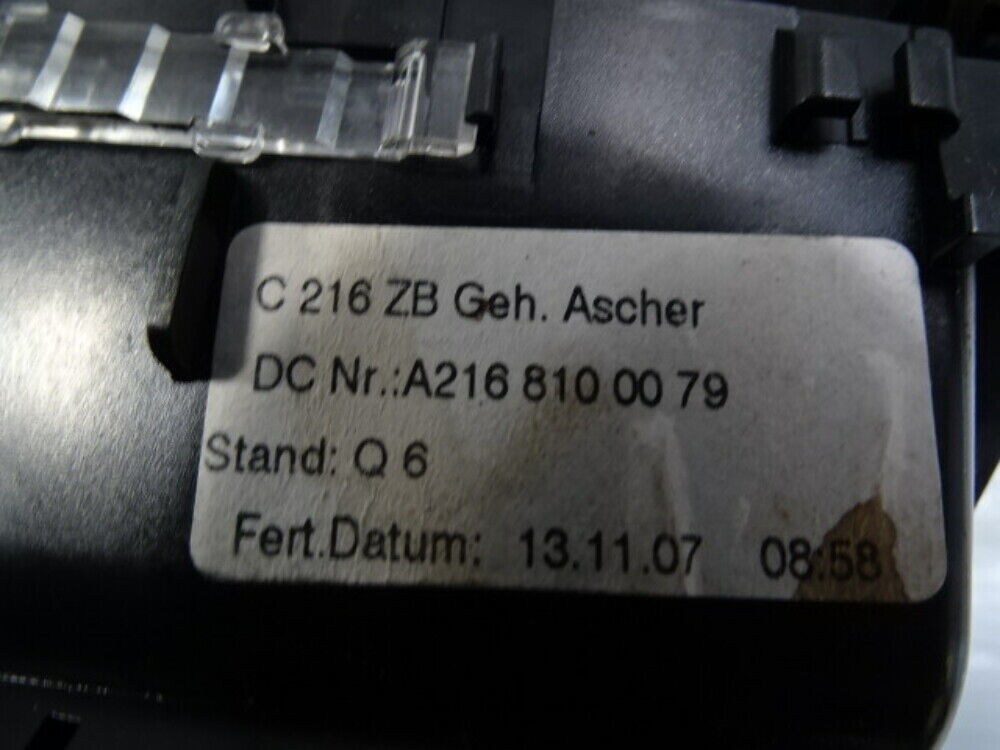 C 216 ZB Geh. Ascher
DC Nr.:A216 810 00 79
Stand: Q 6
Fert.Datum: 13.11.07 08:58